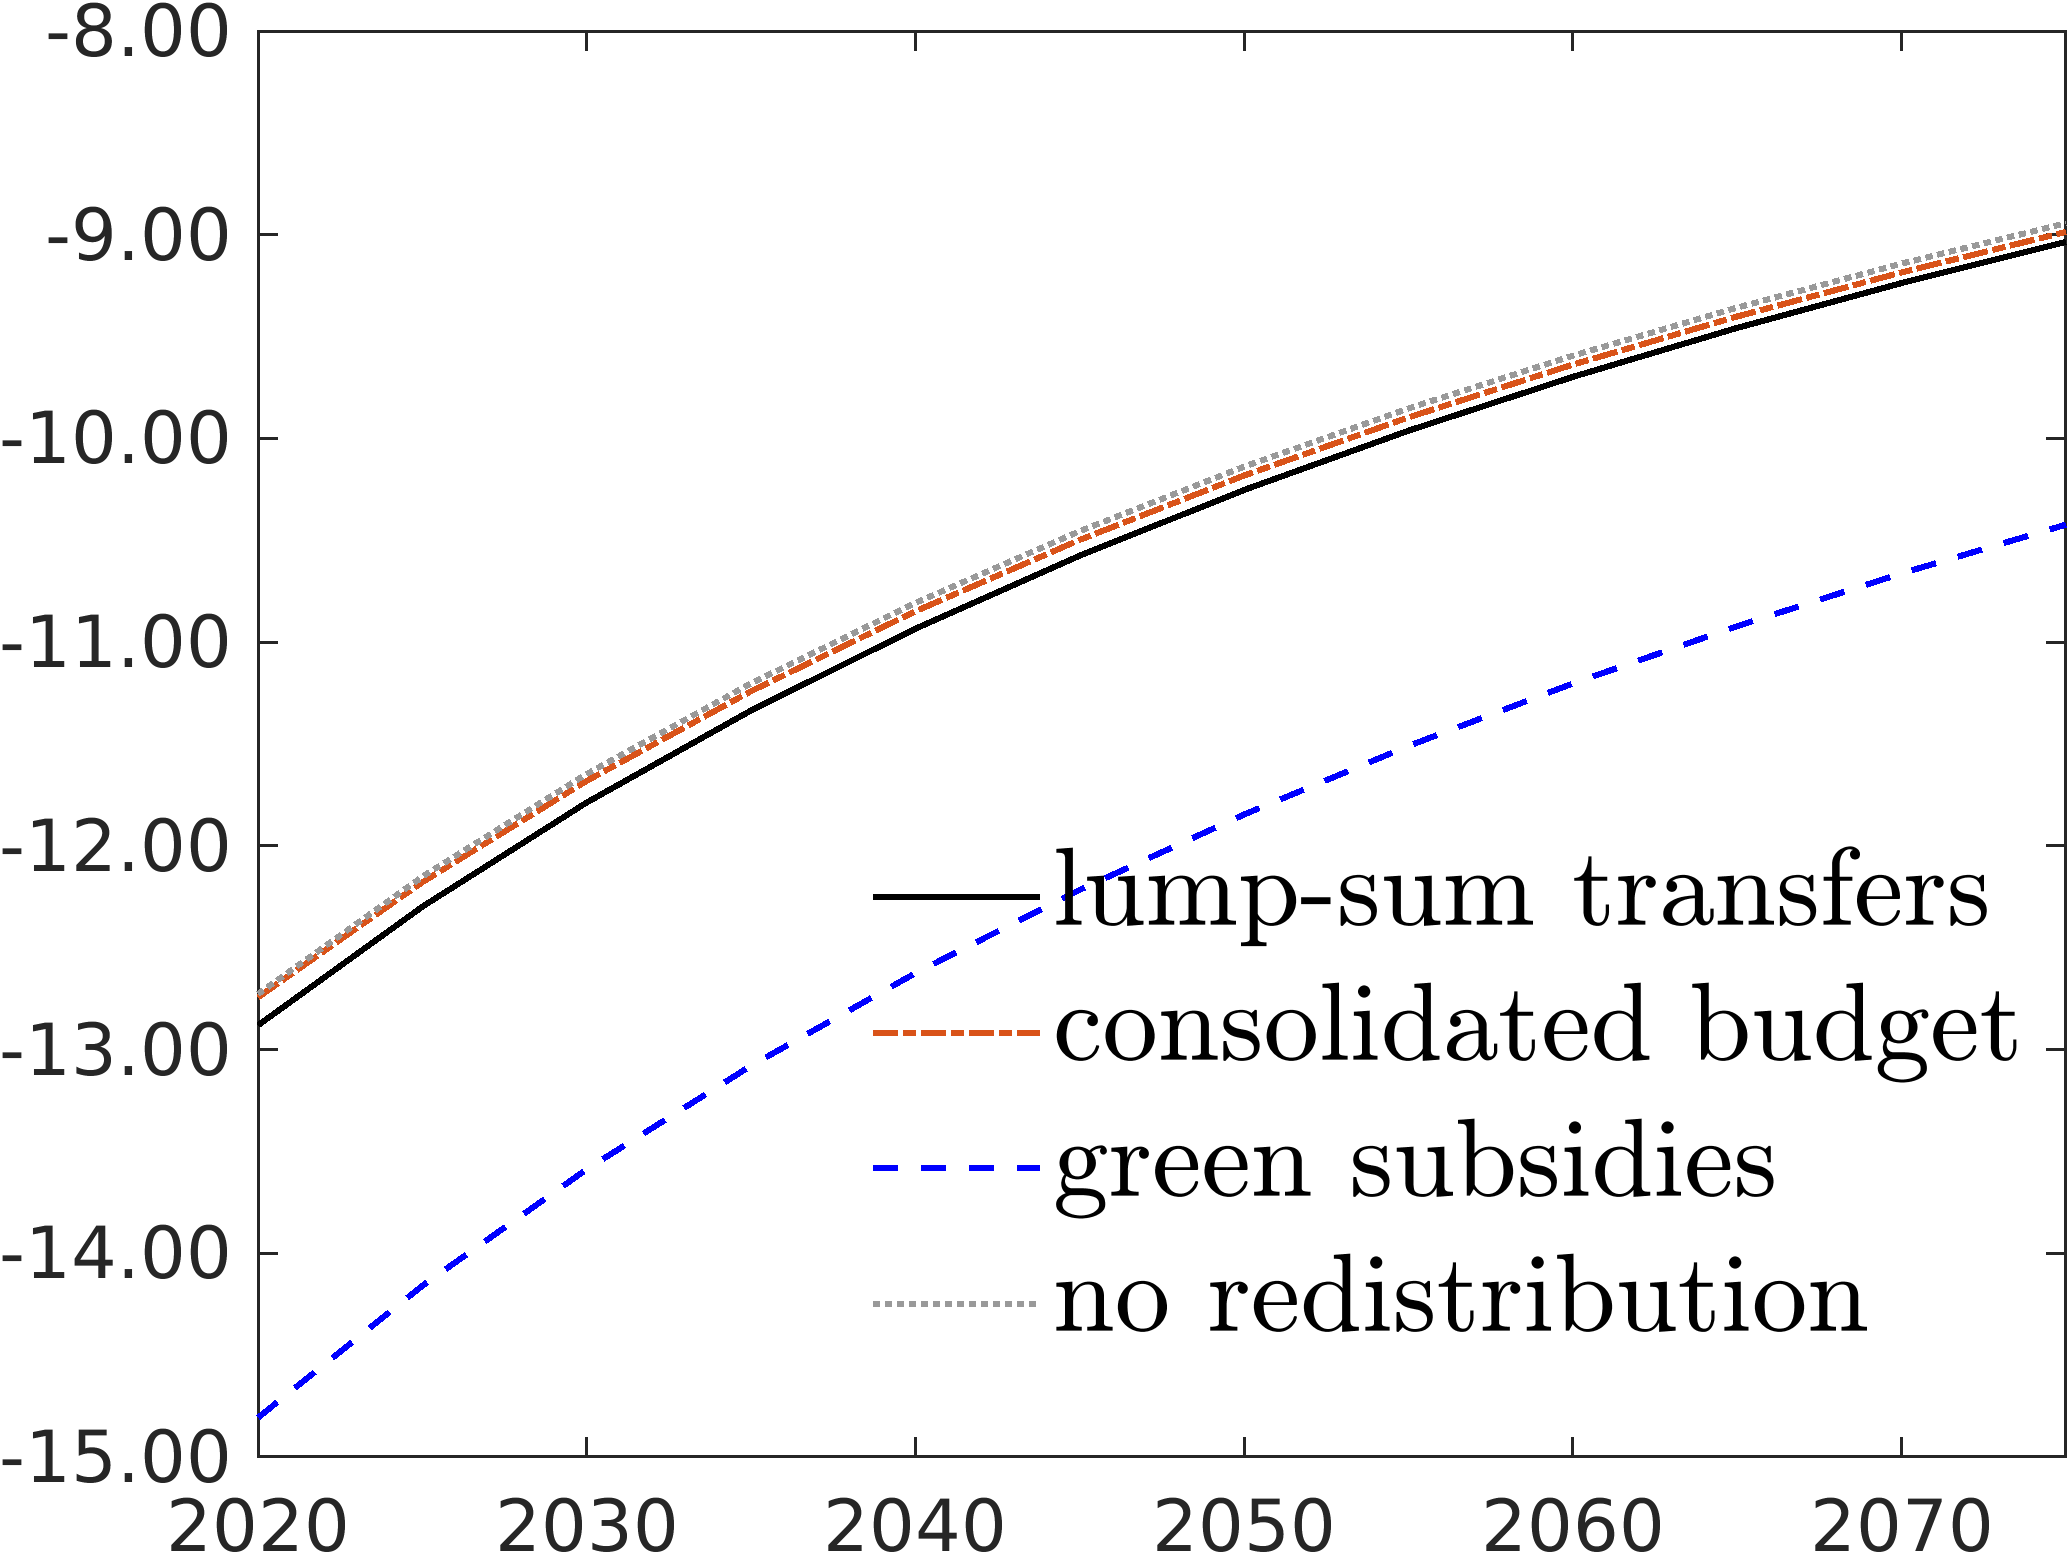 -8.00
-9.00
-10.00
-11.00
-12.00
-13.00
-14.00
-15.00
2020 2030 2040 2050 2060 2070
lump-sum transfers
consolidated budget
green subsidies
no redistribution